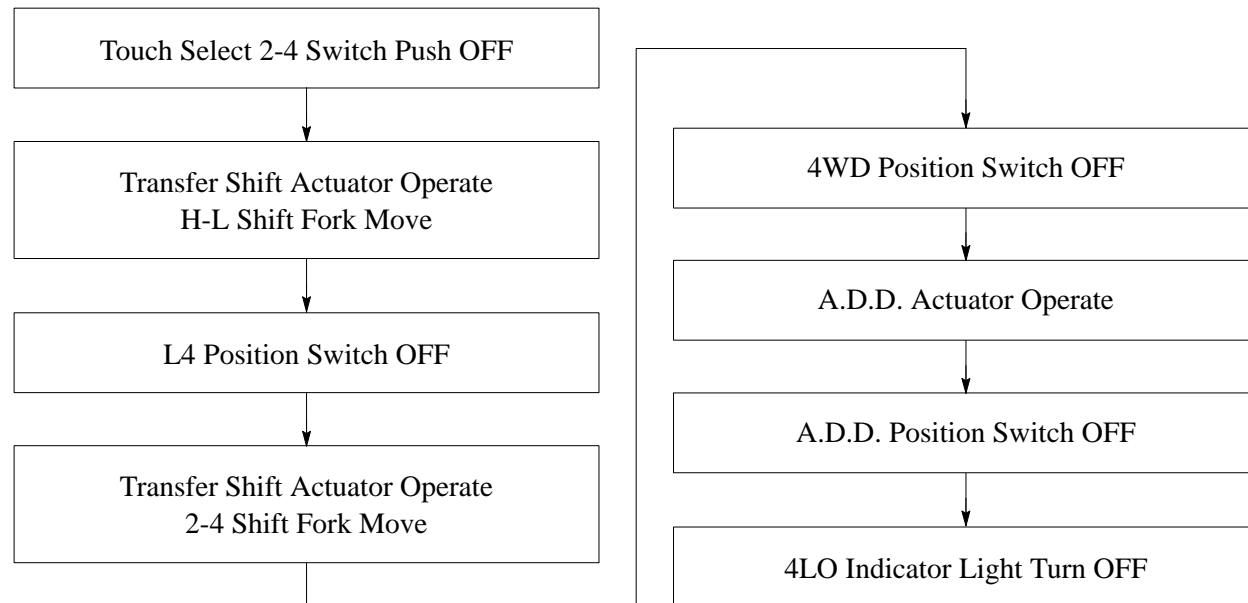 Touch Select 2-4 Switch Push OFF
Transfer Shift Actuator Operate
H-L Shift Fork Move
L4 Position Switch OFF
Transfer Shift Actuator Operate
2-4 Shift Fork Move
4WD Position Switch OFF
A.D.D. Actuator Operate
A.D.D. Position Switch OFF
4LO Indicator Light Turn OFF